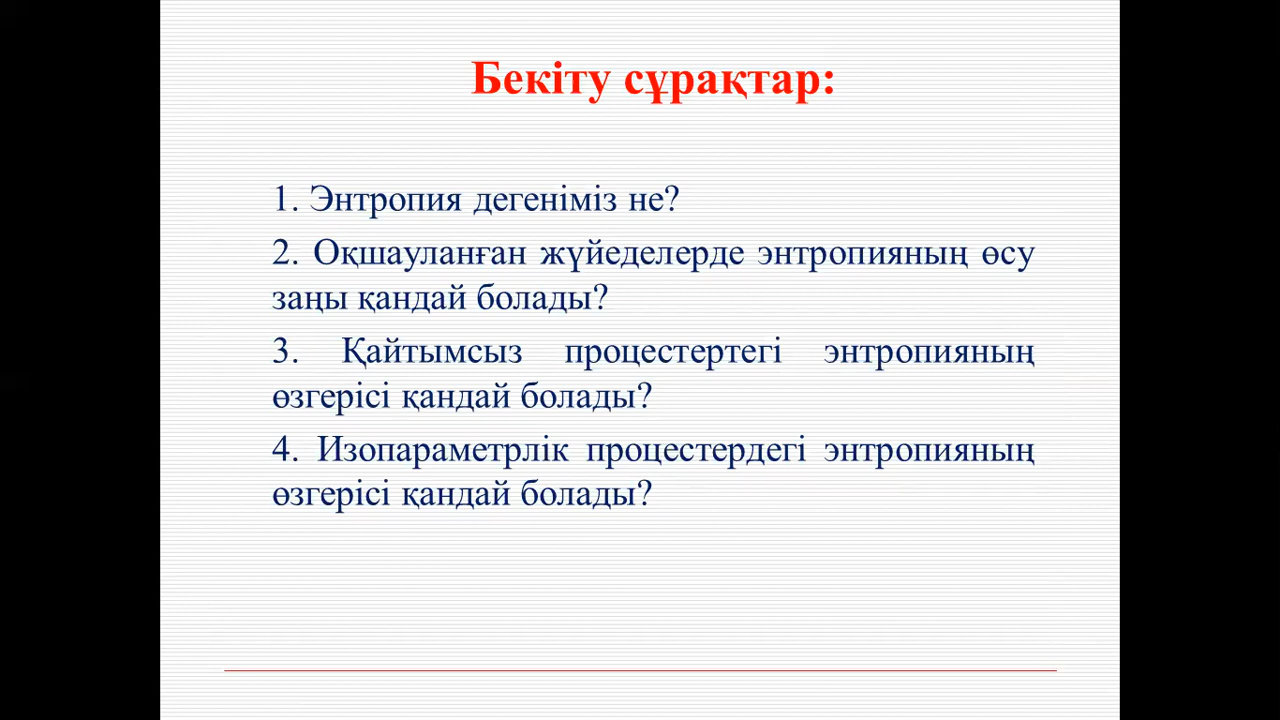 Бекіту сұрақтар:
1. Энтропия дегеніміз не?
2. Оқшауланған жүйеделерде энтропияның өсу
заңы қандай болады?
3. Қайтымсыз процестертегі энтропияның
өзгерісі қандай болады?
4. Изопараметрлік процестердегі энтропияның
өзгерісі қандай болады?